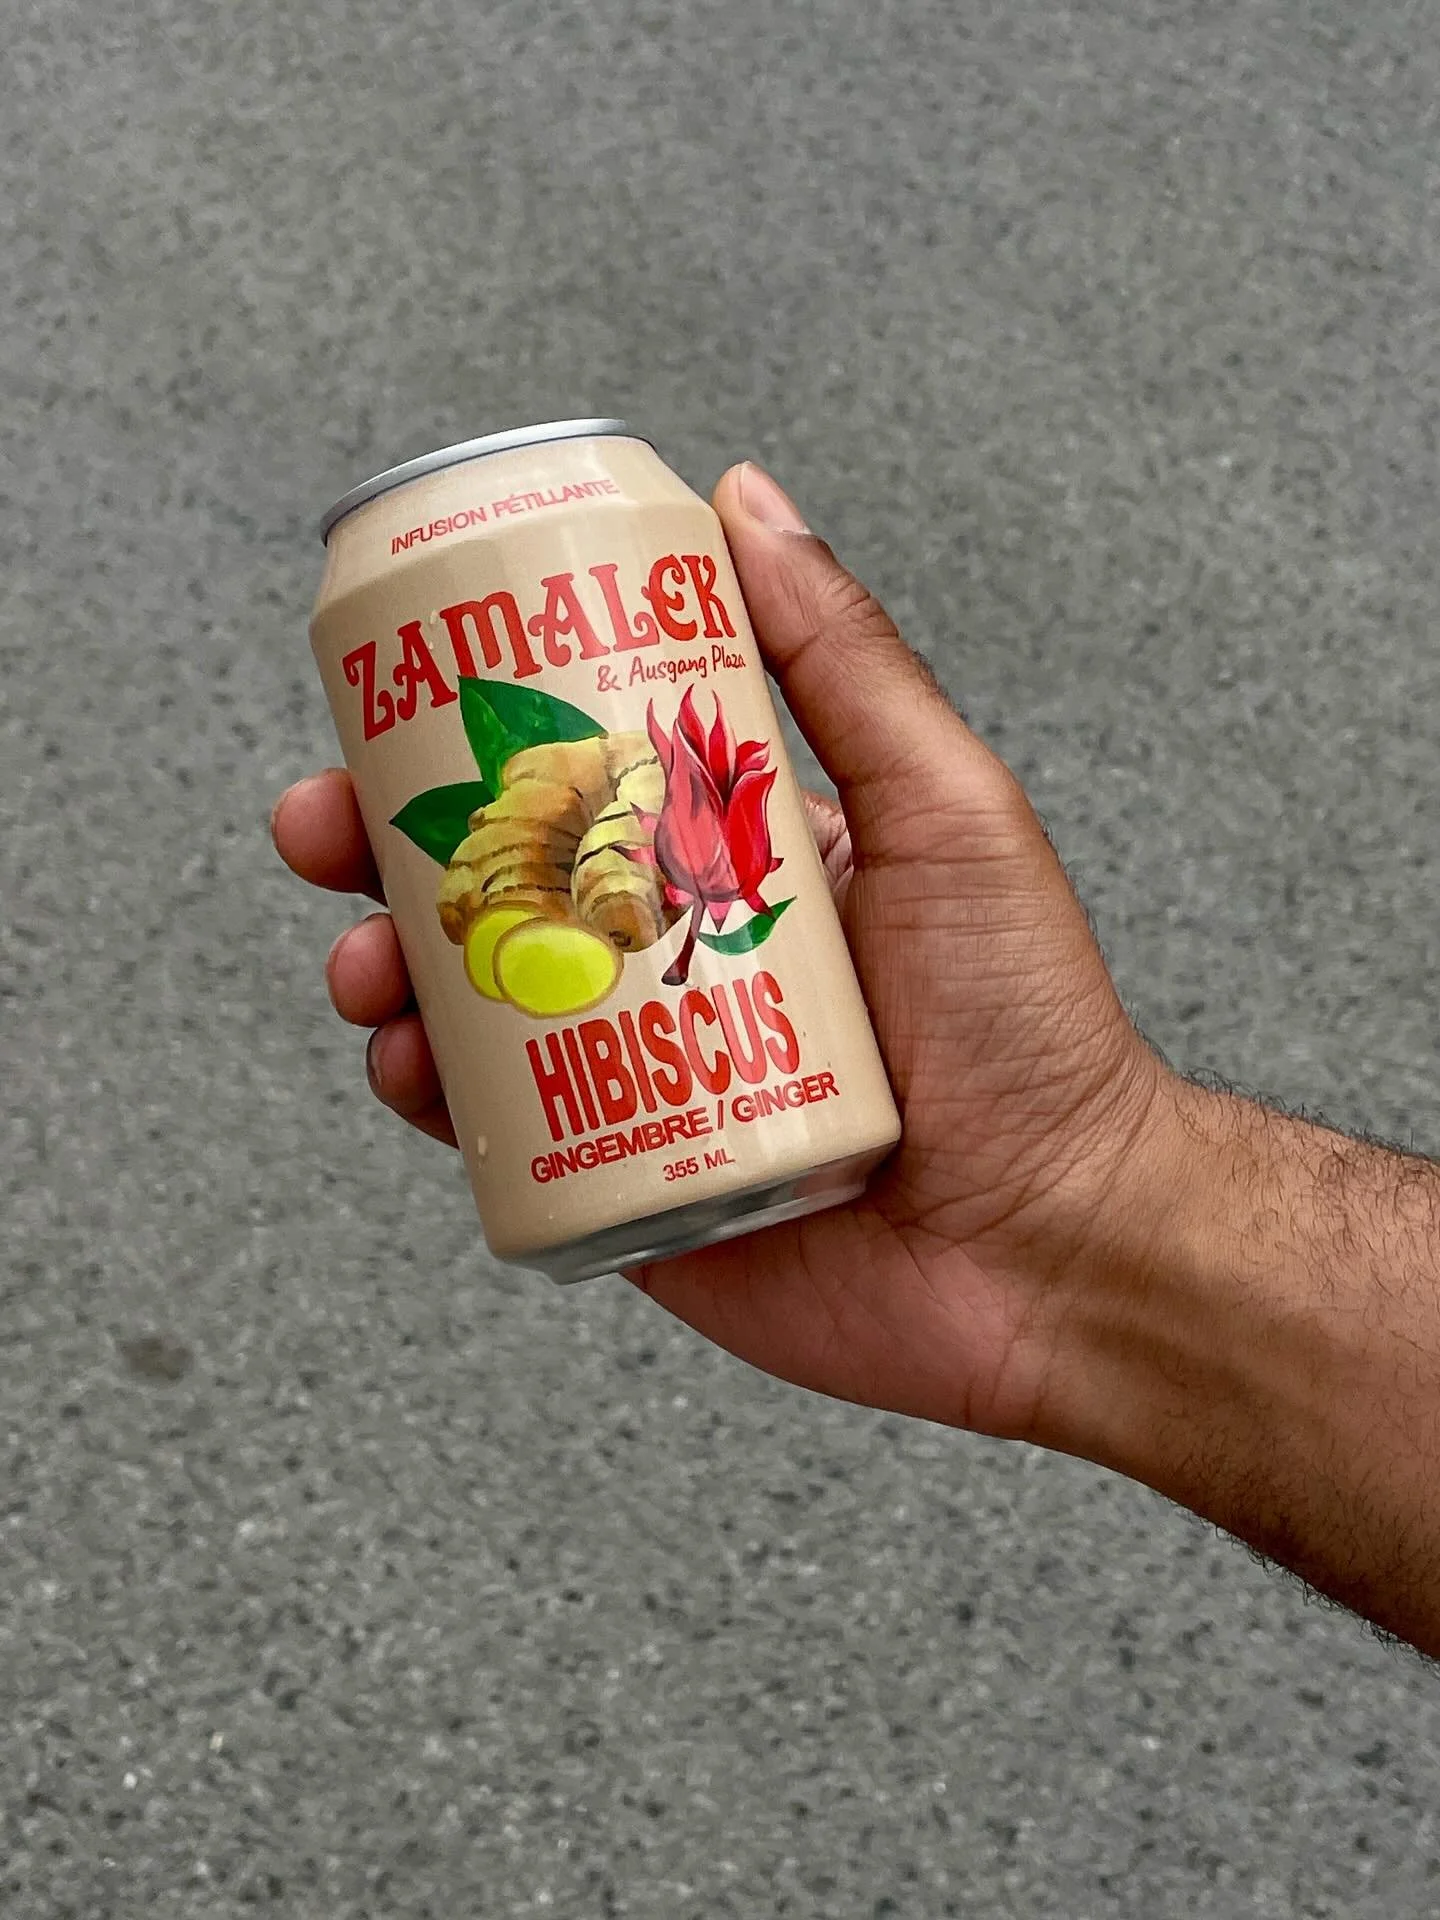 INFUSION PÉTILLANTE
ZAMALEK
& Ausgang Plaza
HIBISCUS
GINGEMBRE / GINGER
355 ML